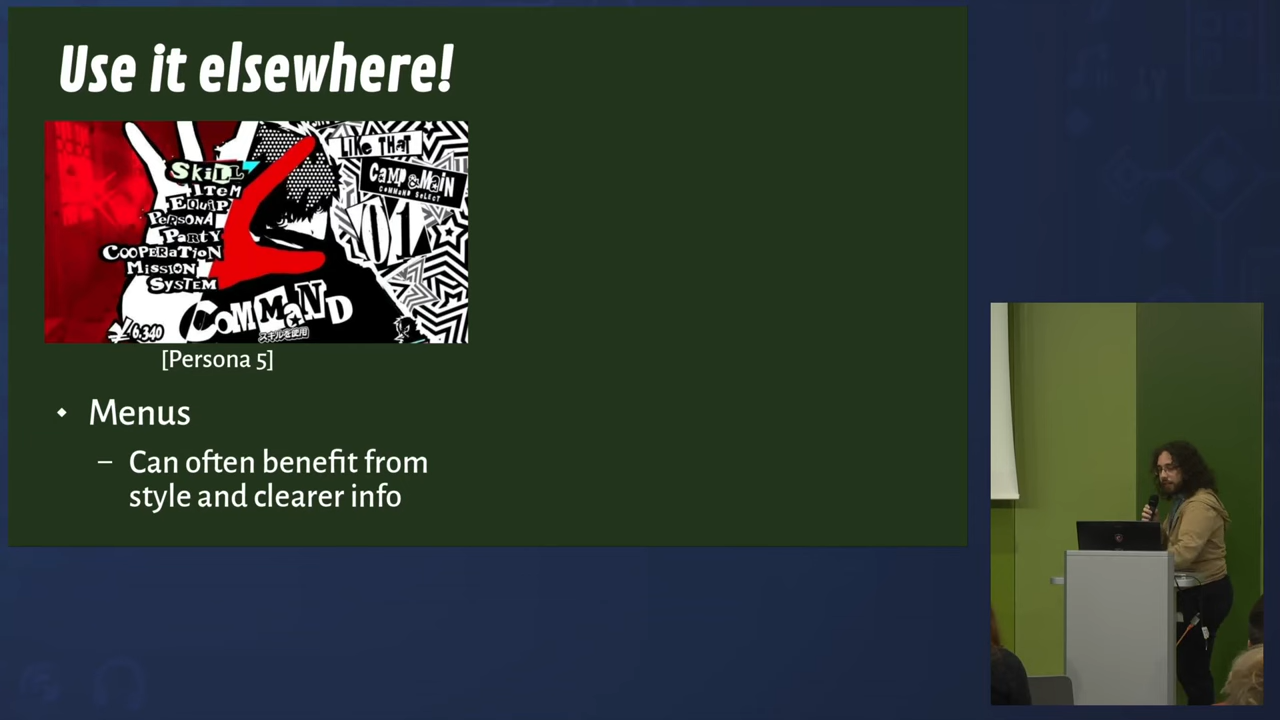 Use it elsewhere!
LIKE THAT
SKILL
CAMP & MAIN
COMMAND SELECT
ITEM
EQUIP
PERSONA
01
PARTY
COOPERATION
MISSION
SYSTEM
COMMAND
¥6,340
スキルを使用
[Persona 5]
Menus
– Can often benefit from
style and clearer info